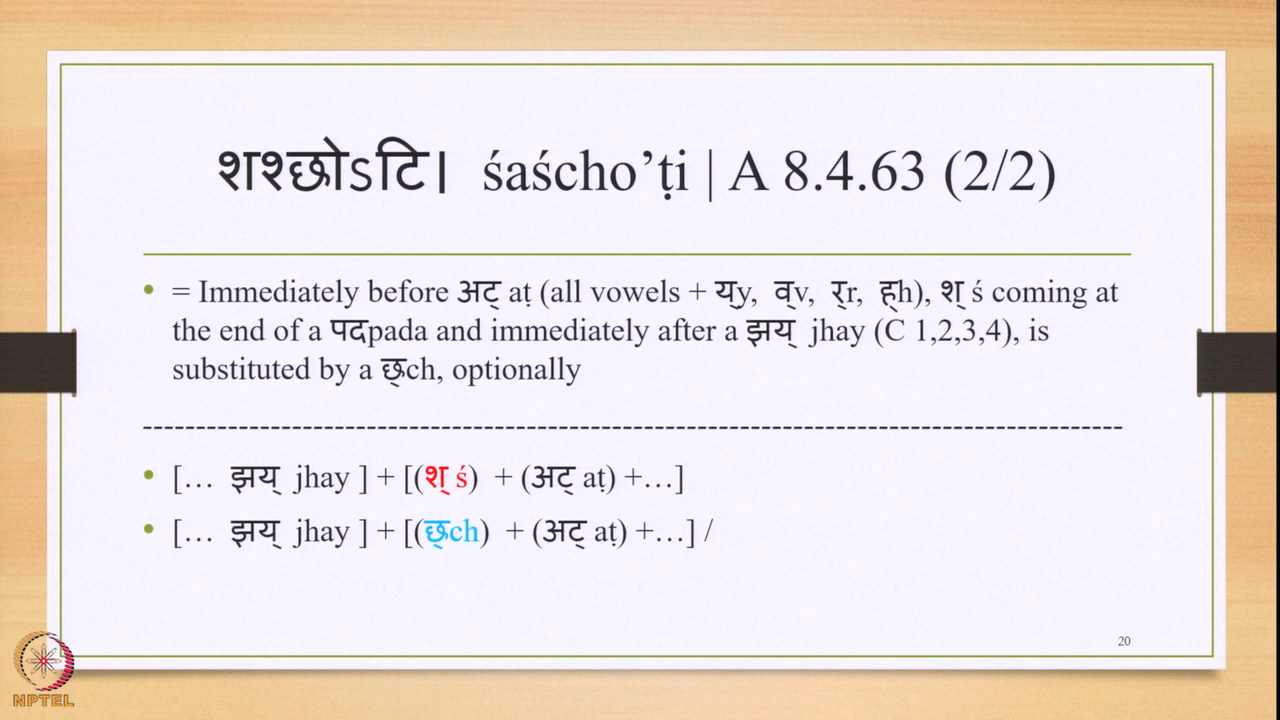 शश्छोऽटि। śaścho’ṭi | A 8.4.63 (2/2)
• = Immediately before अट् aṭ (all vowels + य्y, व्v, र्r, ह्h), श् ś coming at
the end of a पदpada and immediately after a झय् jhay (C 1,2,3,4), is
substituted by a छ्ch, optionally
--------------------------------------------------------------------------------------------------
• [… झय् jhay ] + [(श् ś) + (अट् aṭ) +…]
• [… झय् jhay ] + [(छ्ch) + (अट् aṭ) +…] /
20
NPTEL